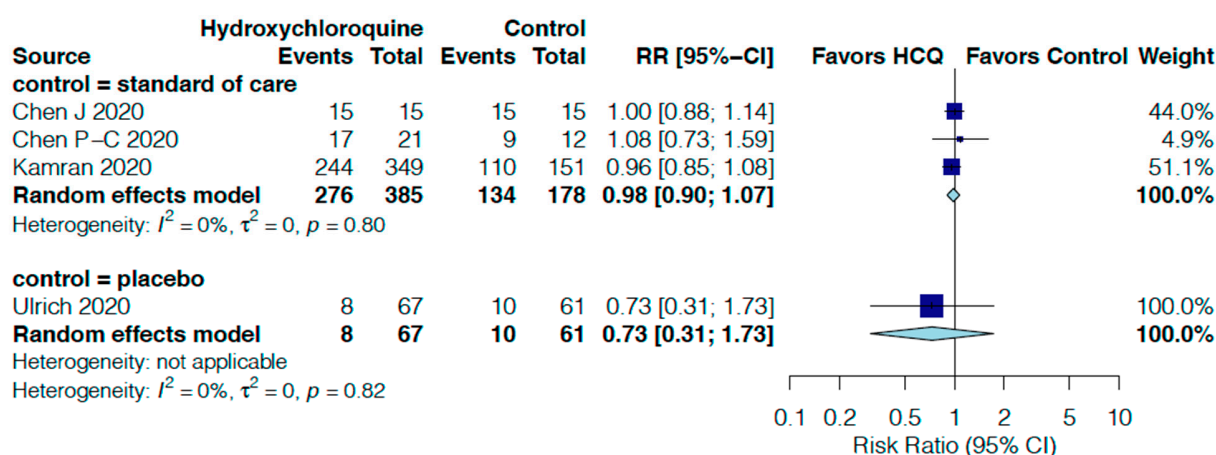 Hydroxychloroquine Control
Source Events Total Events Total RR [95%−CI] Favors HCQ Favors Control Weight
control = standard of care
Chen J 2020 15 15 15 15 1.00 [0.88; 1.14] 44.0%
Chen P−C 2020 17 21 9 12 1.08 [0.73; 1.59] 4.9%
Kamran 2020 244 349 110 151 0.96 [0.85; 1.08] 51.1%
Random effects model 276 385 134 178 0.98 [0.90; 1.07] 100.0%
Heterogeneity: I² = 0%, τ² = 0, p = 0.80
control = placebo
Ulrich 2020 8 67 10 61 0.73 [0.31; 1.73] 100.0%
Random effects model 8 67 10 61 0.73 [0.31; 1.73] 100.0%
Heterogeneity: not applicable
Heterogeneity: I² = 0%, τ² = 0, p = 0.82
0.1 0.2 0.5 1 2 5 10
Risk Ratio (95% CI)